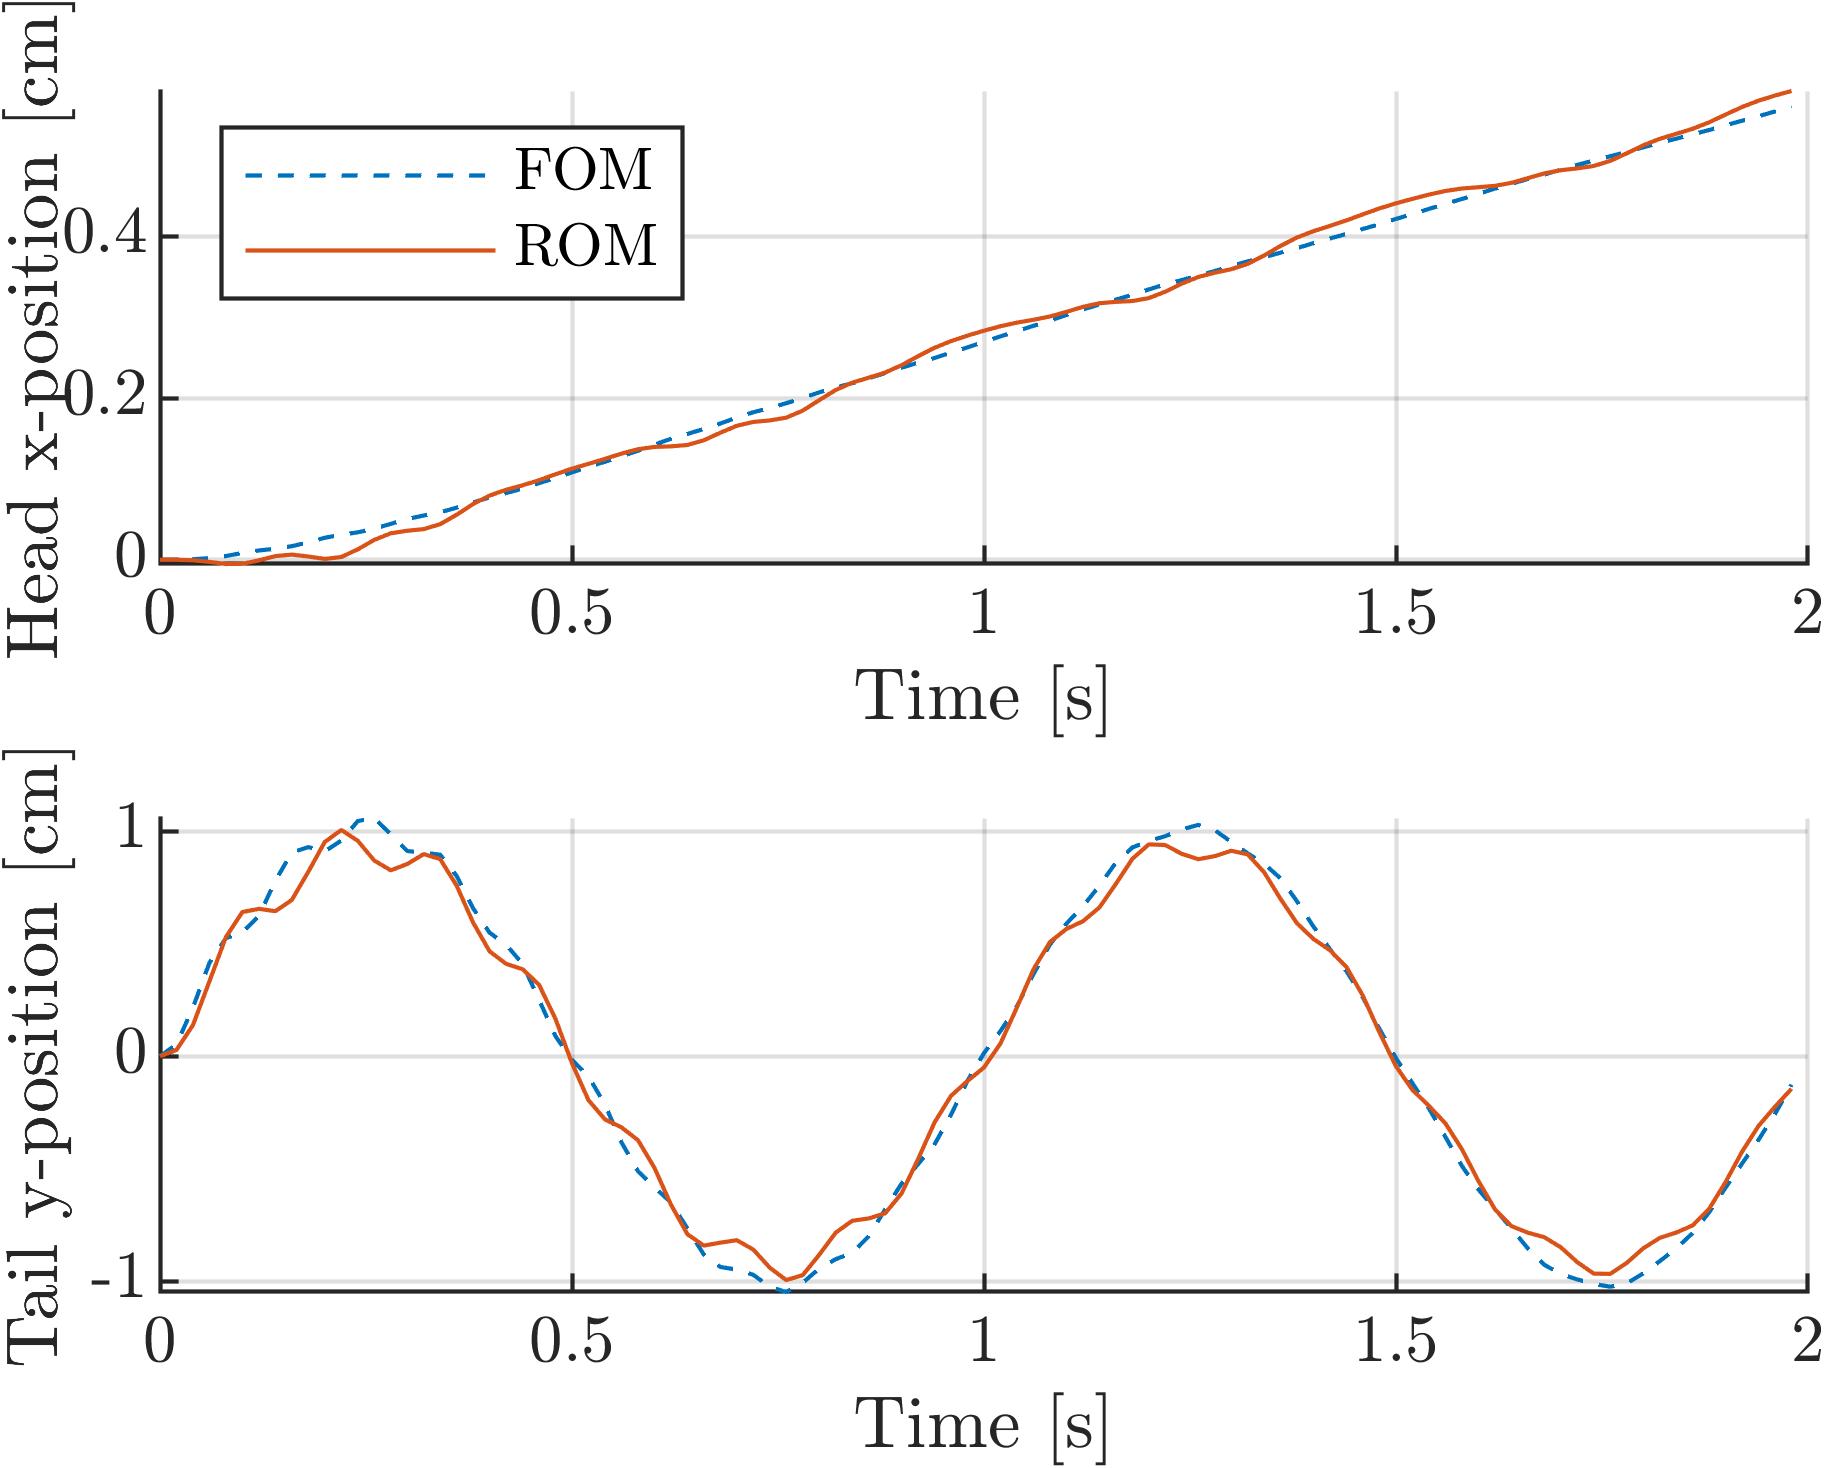 Head x-position [cm]
FOM
ROM
0.4
0.2
0
0 0.5 1 1.5 2
Time [s]
Tail y-position [cm]
1
0
-1
0 0.5 1 1.5 2
Time [s]